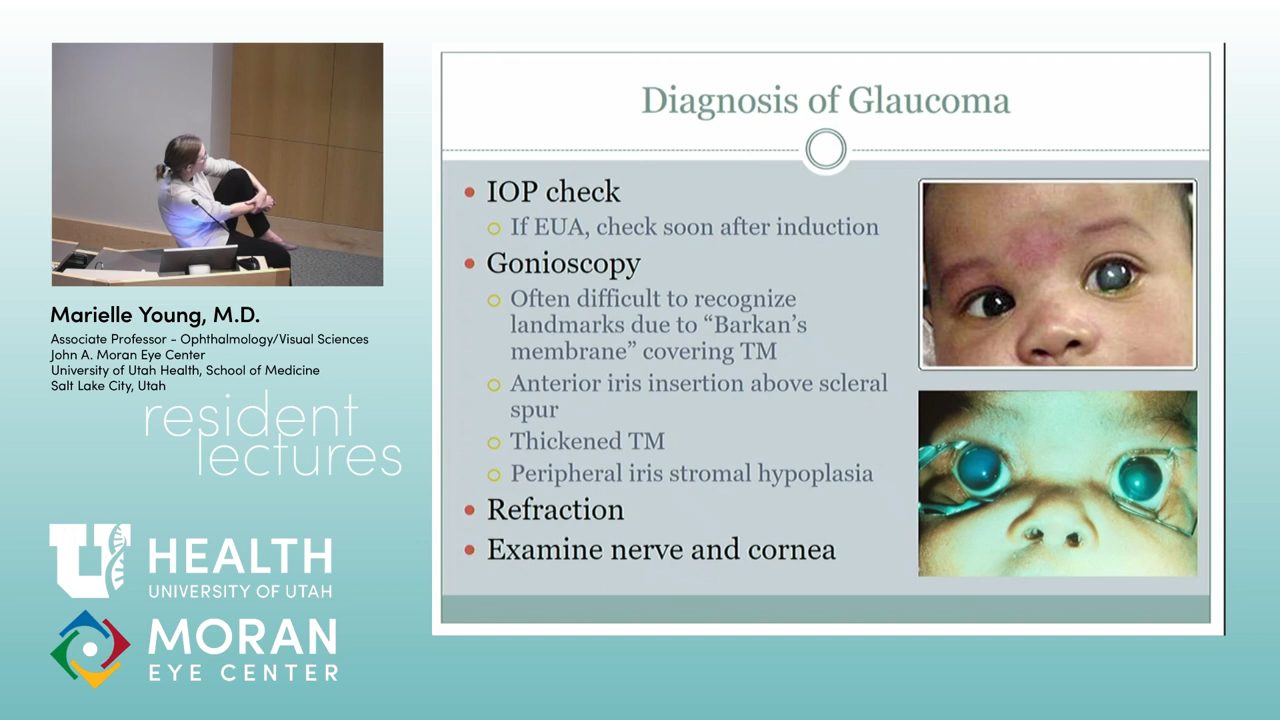 Diagnosis of Glaucoma
IOP check
If EUA, check soon after induction
Gonioscopy
Often difficult to recognize
landmarks due to “Barkan’s
membrane” covering TM
Anterior iris insertion above scleral
spur
Thickened TM
Peripheral iris stromal hypoplasia
Refraction
Examine nerve and cornea
Marielle Young, M.D.
Associate Professor - Ophthalmology/Visual Sciences
John A. Moran Eye Center
University of Utah Health, School of Medicine
Salt Lake City, Utah
resident
lectures
U HEALTH
UNIVERSITY OF UTAH
MORAN
EYE CENTER